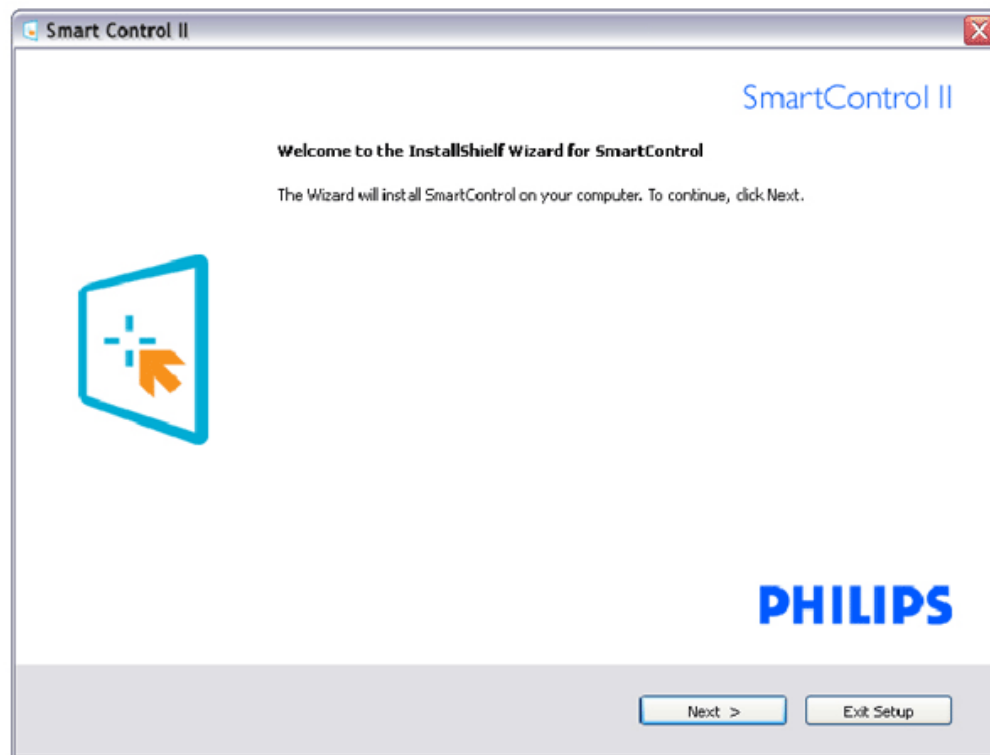 Smart Control II
SmartControl II
Welcome to the InstallShielf Wizard for SmartControl
The Wizard will install SmartControl on your computer. To continue, click Next.
PHILIPS
Next >
Exit Setup